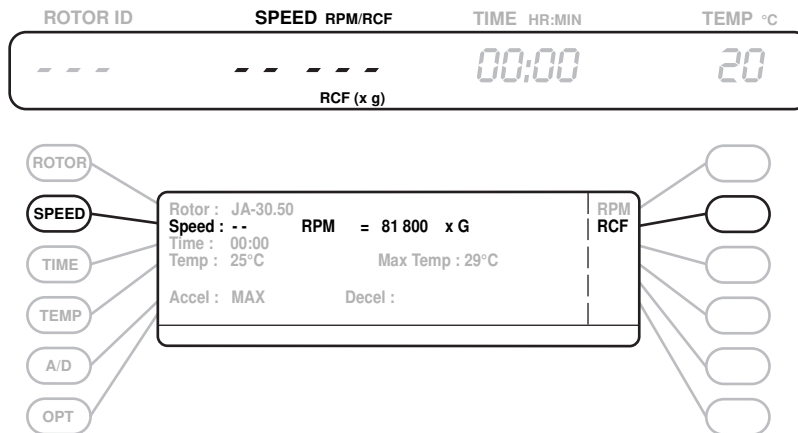 ROTOR ID SPEED RPM/RCF TIME HR:MIN TEMP °C
- - - - - - - - 00:00 20
RCF (x g)
ROTOR
SPEED
TIME
TEMP
A/D
OPT
Rotor : JA-30.50
Speed : - - RPM = 81 800 x G
Time : 00:00
Temp : 25°C Max Temp : 29°C
Accel : MAX Decel :
RPM
RCF